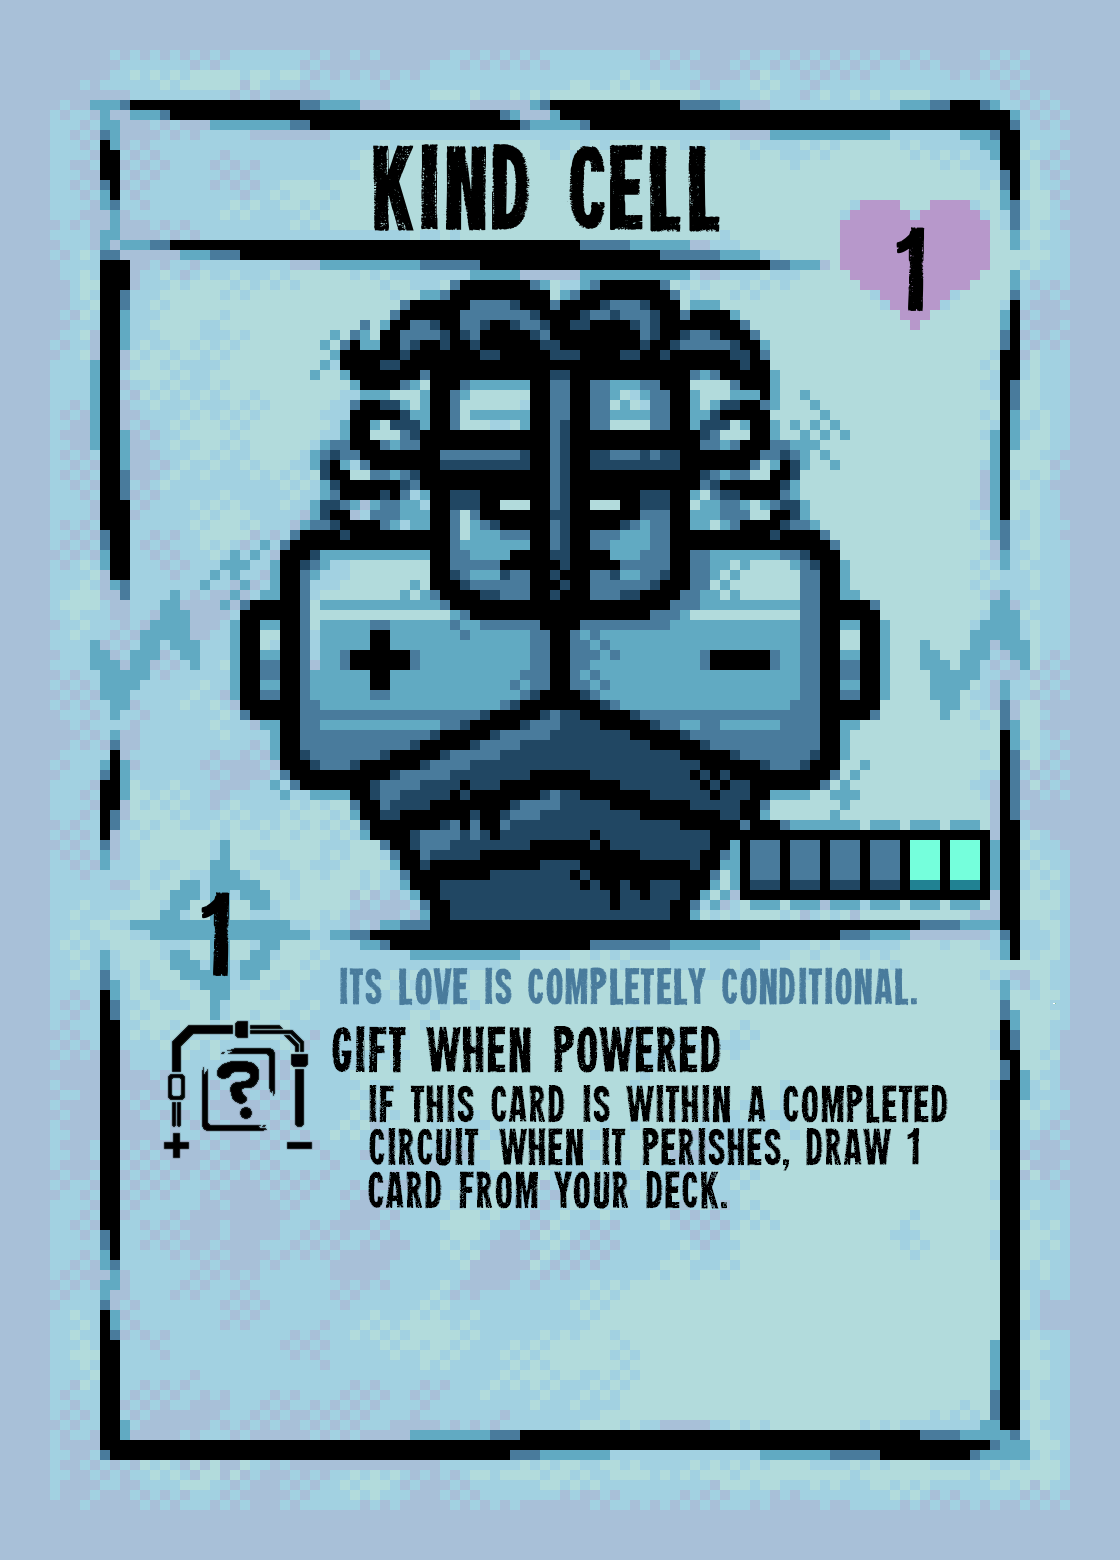 KIND CELL
1
+ -
1
ITS LOVE IS COMPLETELY CONDITIONAL.
GIFT WHEN POWERED
?
+ -
IF THIS CARD IS WITHIN A COMPLETED
CIRCUIT WHEN IT PERISHES, DRAW 1
CARD FROM YOUR DECK.